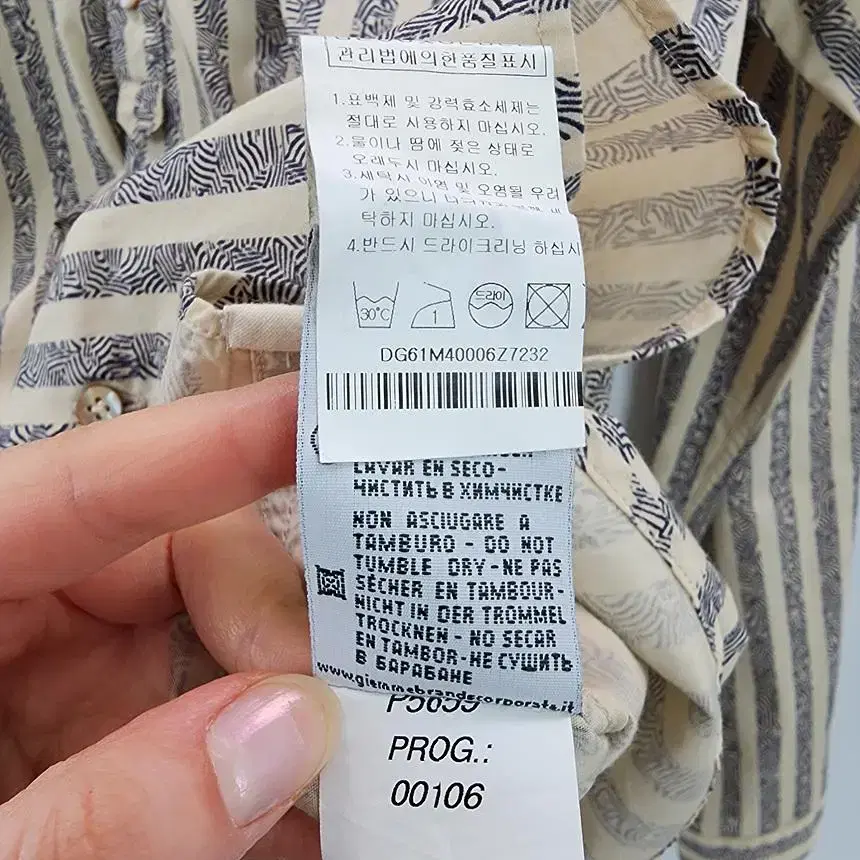 관리법에의한품질표시
1.표백제 및 강력효소세제는
절대로 사용하지 마십시오.
2.물이나 땀에 젖은 상태로
오래두시 마십시오.
3.세탁시 이염 및 오염될 우려
가 있으니
탁하지 마십시오.
4.반드시 드라이크리닝 하십시
30°C
1
드라이
DG61M40006Z7232
LAVAR EN SECO-
ЧИСТИТЬ В ХИМЧИСТКЕ
NON ASCIUGARE A
TAMBURO - DO NOT
TUMBLE DRY-NE PAS
SÉCHER EN TAMBOUR-
NICHT IN DER TROMMEL
TROCKNEN - NO SECAR
EN TAMBOR-НЕ СУШИТЬ
В БАРАБАНЕ
www.giemmebrandscorporate.it
P5655
PROG.:
00106